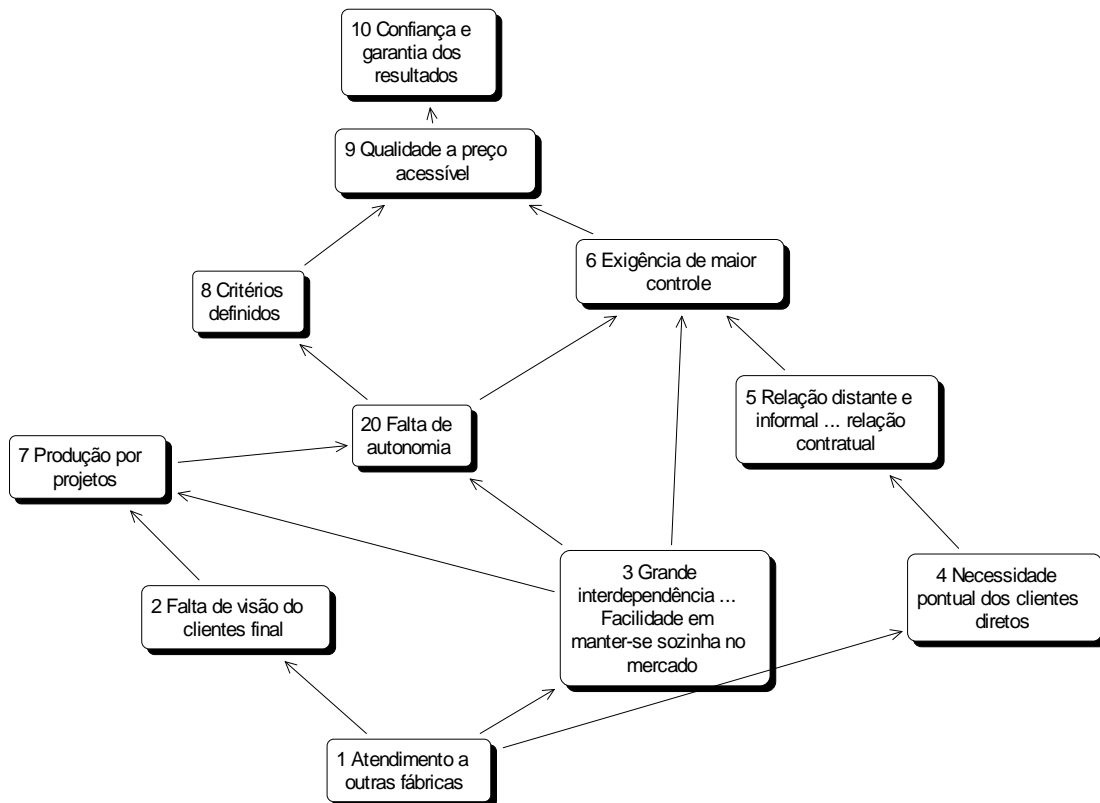 10 Confiança e
garantia dos
resultados
9 Qualidade a preço
acessível
6 Exigência de maior
controle
8 Critérios
definidos
5 Relação distante e
informal ... relação
contratual
20 Falta de
autonomia
7 Produção por
projetos
3 Grande
interdependência ...
Facilidade em
manter-se sozinha no
mercado
4 Necessidade
pontual dos clientes
diretos
2 Falta de visão do
clientes final
1 Atendimento a
outras fábricas